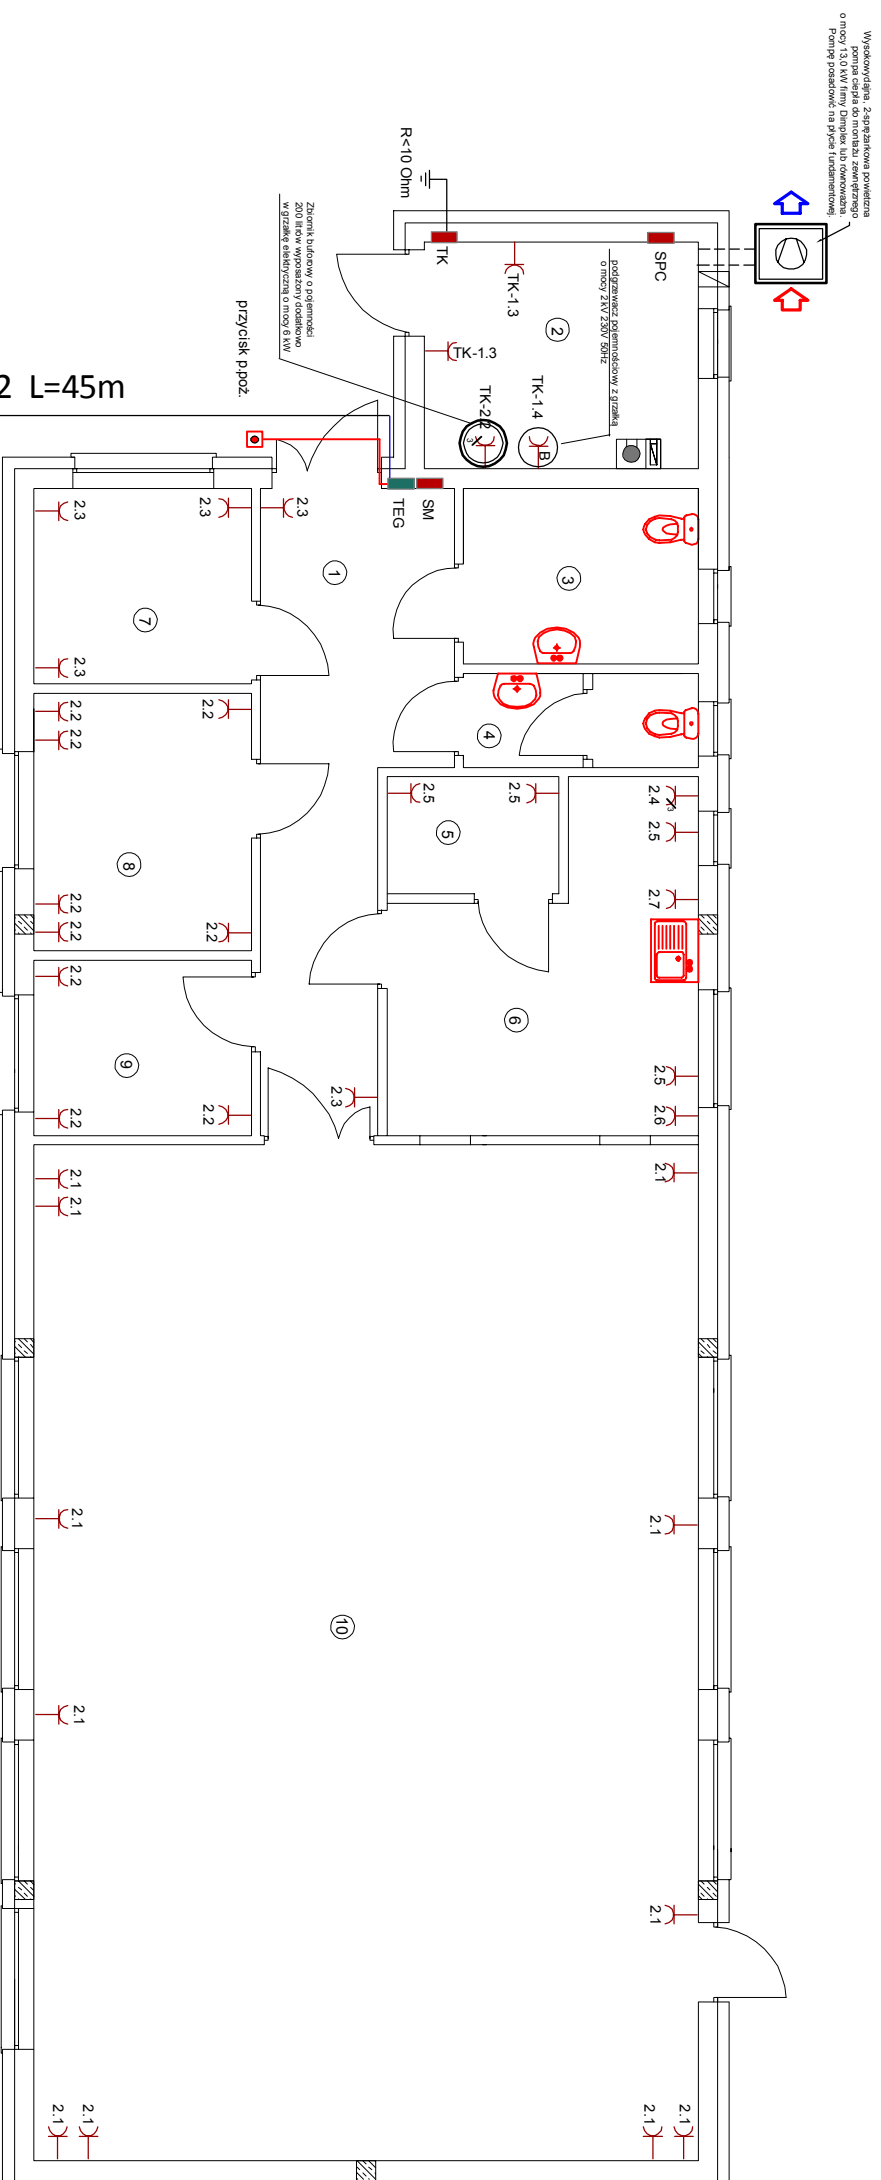 Wysokowydajna, 2-sprężarkowa powietrzna
pompa ciepła do montażu zewnętrznego
o mocy 13,0 kW firmy Dimplex lub równoważna.
Pompę posadowić na płycie fundamentowej.
R<10 Ohm
TK
SPC
TK-1.3
2
podgrzewacz pojemnościowy z grzałką
o mocy 2 kV 230V 50Hz
TK-1.3
TK-1.4
TK-2.2
B
3
Zbiornik buforowy o pojemności
200 litrów wyposażony dodatkowo
w grzałkę elektryczną o mocy 6 kW
przycisk p.poż.
2 L=45m
TEG
SM
2.3
2.3
2.3
1
3
7
2.3
2.2
2.2
2.2
4
2.5
2.5
2.4
3
2.5
5
8
2.7
2.2
2.2
2.2
2.2
6
9
2.5
2.3
2.6
2.2
2.2
2.1
2.1
2.1
2.1
2.1
10
2.1
2.1
2.1
2.1
2.1
2.1